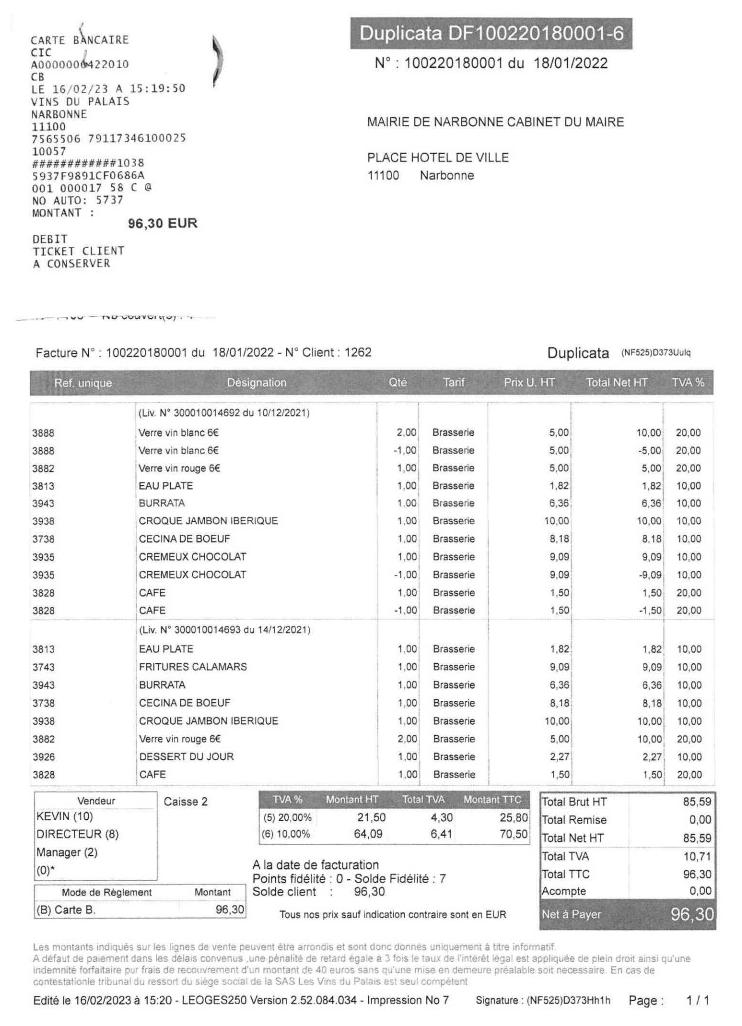 CARTE BANCAIRE
CIC
A0000000422010
CB
LE 16/02/23 A 15:19:50
VINS DU PALAIS
NARBONNE
11100
7565506 79117346100025
10057
############1038
5937F9891CF0686A
001 000017 58 C @
NO AUTO: 5737
MONTANT :
96,30 EUR
DEBIT
TICKET CLIENT
A CONSERVER
Duplicata DF100220180001-6
N° : 100220180001 du 18/01/2022
MAIRIE DE NARBONNE CABINET DU MAIRE
PLACE HOTEL DE VILLE
11100 Narbonne
Facture N° : 100220180001 du 18/01/2022 - N° Client : 1262 Duplicata (NF525)D373Uulq
Ref. unique Désignation Qté Tarif Prix U. HT Total Net HT TVA %
(Liv. N° 300010014692 du 10/12/2021)
3888 Verre vin blanc 6€ 2,00 Brasserie 5,00 10,00 20,00
3888 Verre vin blanc 6€ -1,00 Brasserie 5,00 -5,00 20,00
3882 Verre vin rouge 6€ 1,00 Brasserie 5,00 5,00 20,00
3813 EAU PLATE 1,00 Brasserie 1,82 1,82 10,00
3943 BURRATA 1,00 Brasserie 6,36 6,36 10,00
3938 CROQUE JAMBON IBERIQUE 1,00 Brasserie 10,00 10,00 10,00
3738 CECINA DE BOEUF 1,00 Brasserie 8,18 8,18 10,00
3935 CREMEUX CHOCOLAT 1,00 Brasserie 9,09 9,09 10,00
3935 CREMEUX CHOCOLAT -1,00 Brasserie 9,09 -9,09 10,00
3828 CAFE 1,00 Brasserie 1,50 1,50 20,00
3828 CAFE -1,00 Brasserie 1,50 -1,50 20,00
(Liv. N° 300010014693 du 14/12/2021)
3813 EAU PLATE 1,00 Brasserie 1,82 1,82 10,00
3743 FRITURES CALAMARS 1,00 Brasserie 9,09 9,09 10,00
3943 BURRATA 1,00 Brasserie 6,36 6,36 10,00
3738 CECINA DE BOEUF 1,00 Brasserie 8,18 8,18 10,00
3938 CROQUE JAMBON IBERIQUE 1,00 Brasserie 10,00 10,00 10,00
3882 Verre vin rouge 6€ 2,00 Brasserie 5,00 10,00 20,00
3926 DESSERT DU JOUR 1,00 Brasserie 2,27 2,27 10,00
3828 CAFE 1,00 Brasserie 1,50 1,50 20,00
Vendeur
KEVIN (10)
DIRECTEUR (8)
Manager (2)
(0)*
Caisse 2
Mode de Règlement Montant
(B) Carte B. 96,30
TVA % Montant HT Total TVA Montant TTC
(5) 20,00% 21,50 4,30 25,80
(6) 10,00% 64,09 6,41 70,50
A la date de facturation
Points fidélité : 0 - Solde Fidélité : 7
Solde client : 96,30
Tous nos prix sauf indication contraire sont en EUR
Total Brut HT 85,59
Total Remise 0,00
Total Net HT 85,59
Total TVA 10,71
Total TTC 96,30
Acompte 0,00
Net à Payer 96,30
Les montants indiqués sur les lignes de vente peuvent être arrondis et sont donc donnés uniquement à titre informatif.
A défaut de paiement dans les délais convenus ,une pénalité de retard égale à 3 fois le taux de l'intérêt légal est appliquée de plein droit ainsi qu'une
indemnité forfaitaire pur frais de recouvrement d'un montant de 40 euros sans qu'une mise en demeure préalable soit necessaire. En cas de
contestationle tribunal du ressort du siège social de la SAS Les Vins du Palais est seul compétent
Edité le 16/02/2023 à 15:20 - LEOGES250 Version 2.52.084.034 - Impression No 7 Signature : (NF525)D373Hh1h Page : 1 / 1